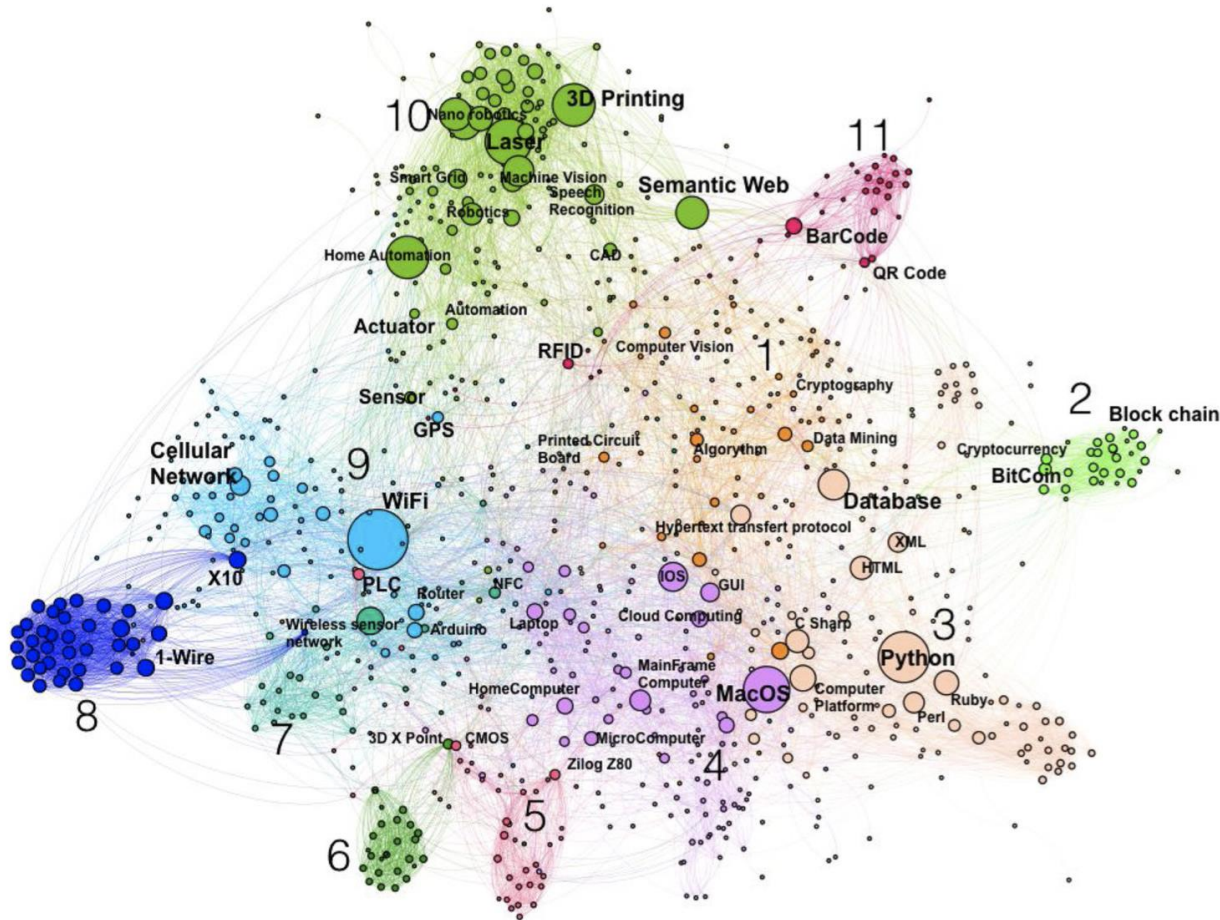 10
3D Printing
Nano robotics
Laser
11
Smart Grid
Machine Vision
Speech
Recognition
Semantic Web
Robotics
BarCode
Home Automation
CAD
QR Code
Automation
Actuator
RFID
Computer Vision
1
Cryptography
2
Sensor
GPS
Block chain
Printed Circuit
Board
Algorythm
Data Mining
Cryptocurrency
Cellular
Network
9
BitCoin
WiFi
Database
Hypertext transfert protocol
XML
X10
PLC
NFC
IOS
GUI
HTML
Router
Wireless sensor
network
Arduino
Laptop
Cloud Computing
C Sharp
3
1-Wire
Python
8
MainFrame
Computer
HomeComputer
MacOS
Computer
Platform
Ruby
Perl
7
3D X Point
CMOS
MicroComputer
Zilog Z80
4
5
6